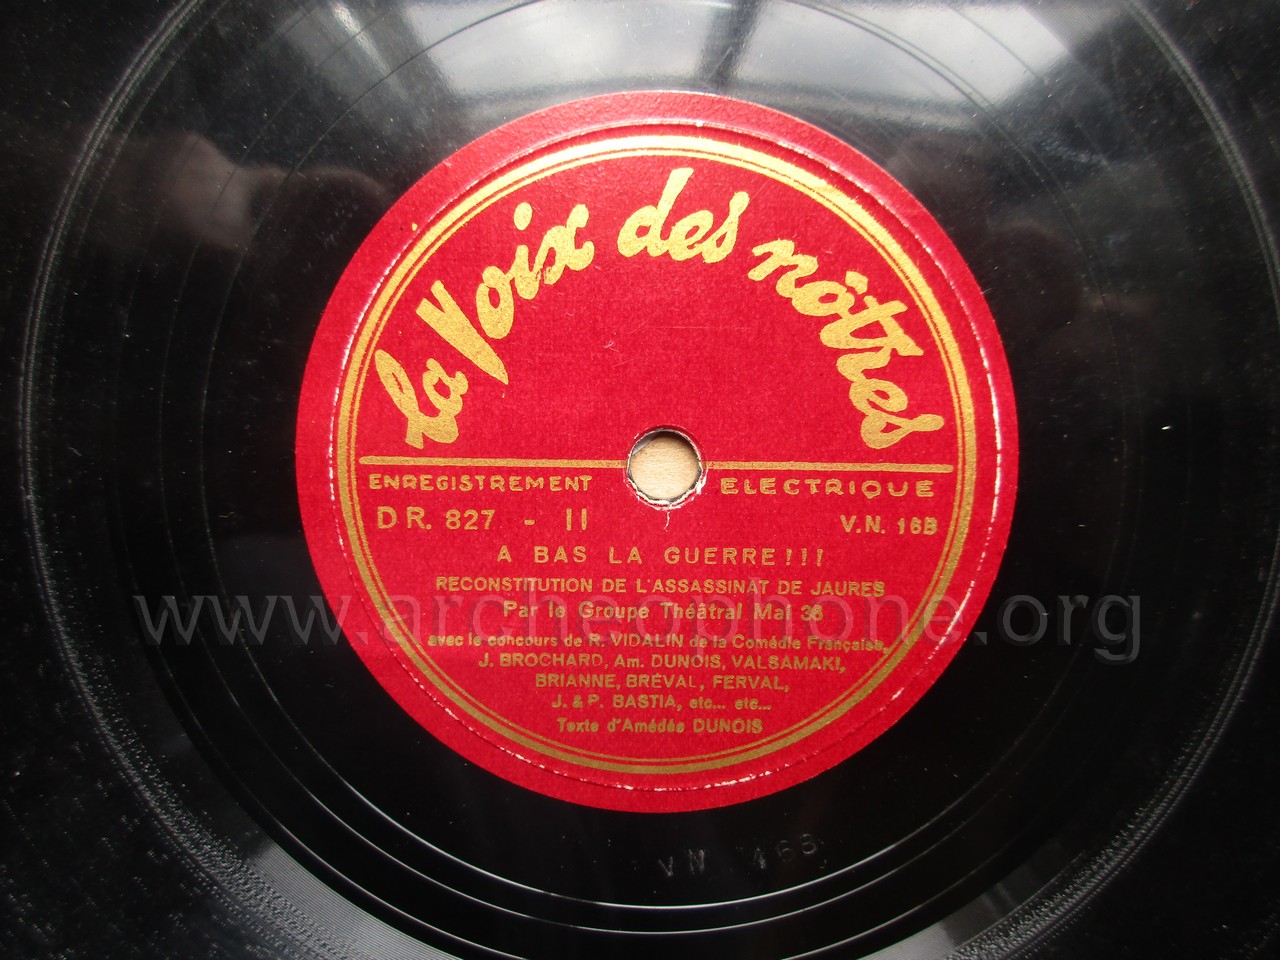 la Voix des nôtres
ENREGISTREMENT ELECTRIQUE
DR. 827 - II V.N. 16B
A BAS LA GUERRE!!!
RECONSTITUTION DE L'ASSASSINAT DE JAURES
Par le Groupe Théâtral Mai 36
www.archeophone.org
avec le concours de R. VIDALIN de la Comédie Française,
J. BROCHARD, Am. DUNOIS, VALSAMAKI,
BRIANNE, BRÉVAL, FERVAL,
J. & P. BASTIA, etc... etc...
Texte d'Amédée DUNOIS
VN 16B